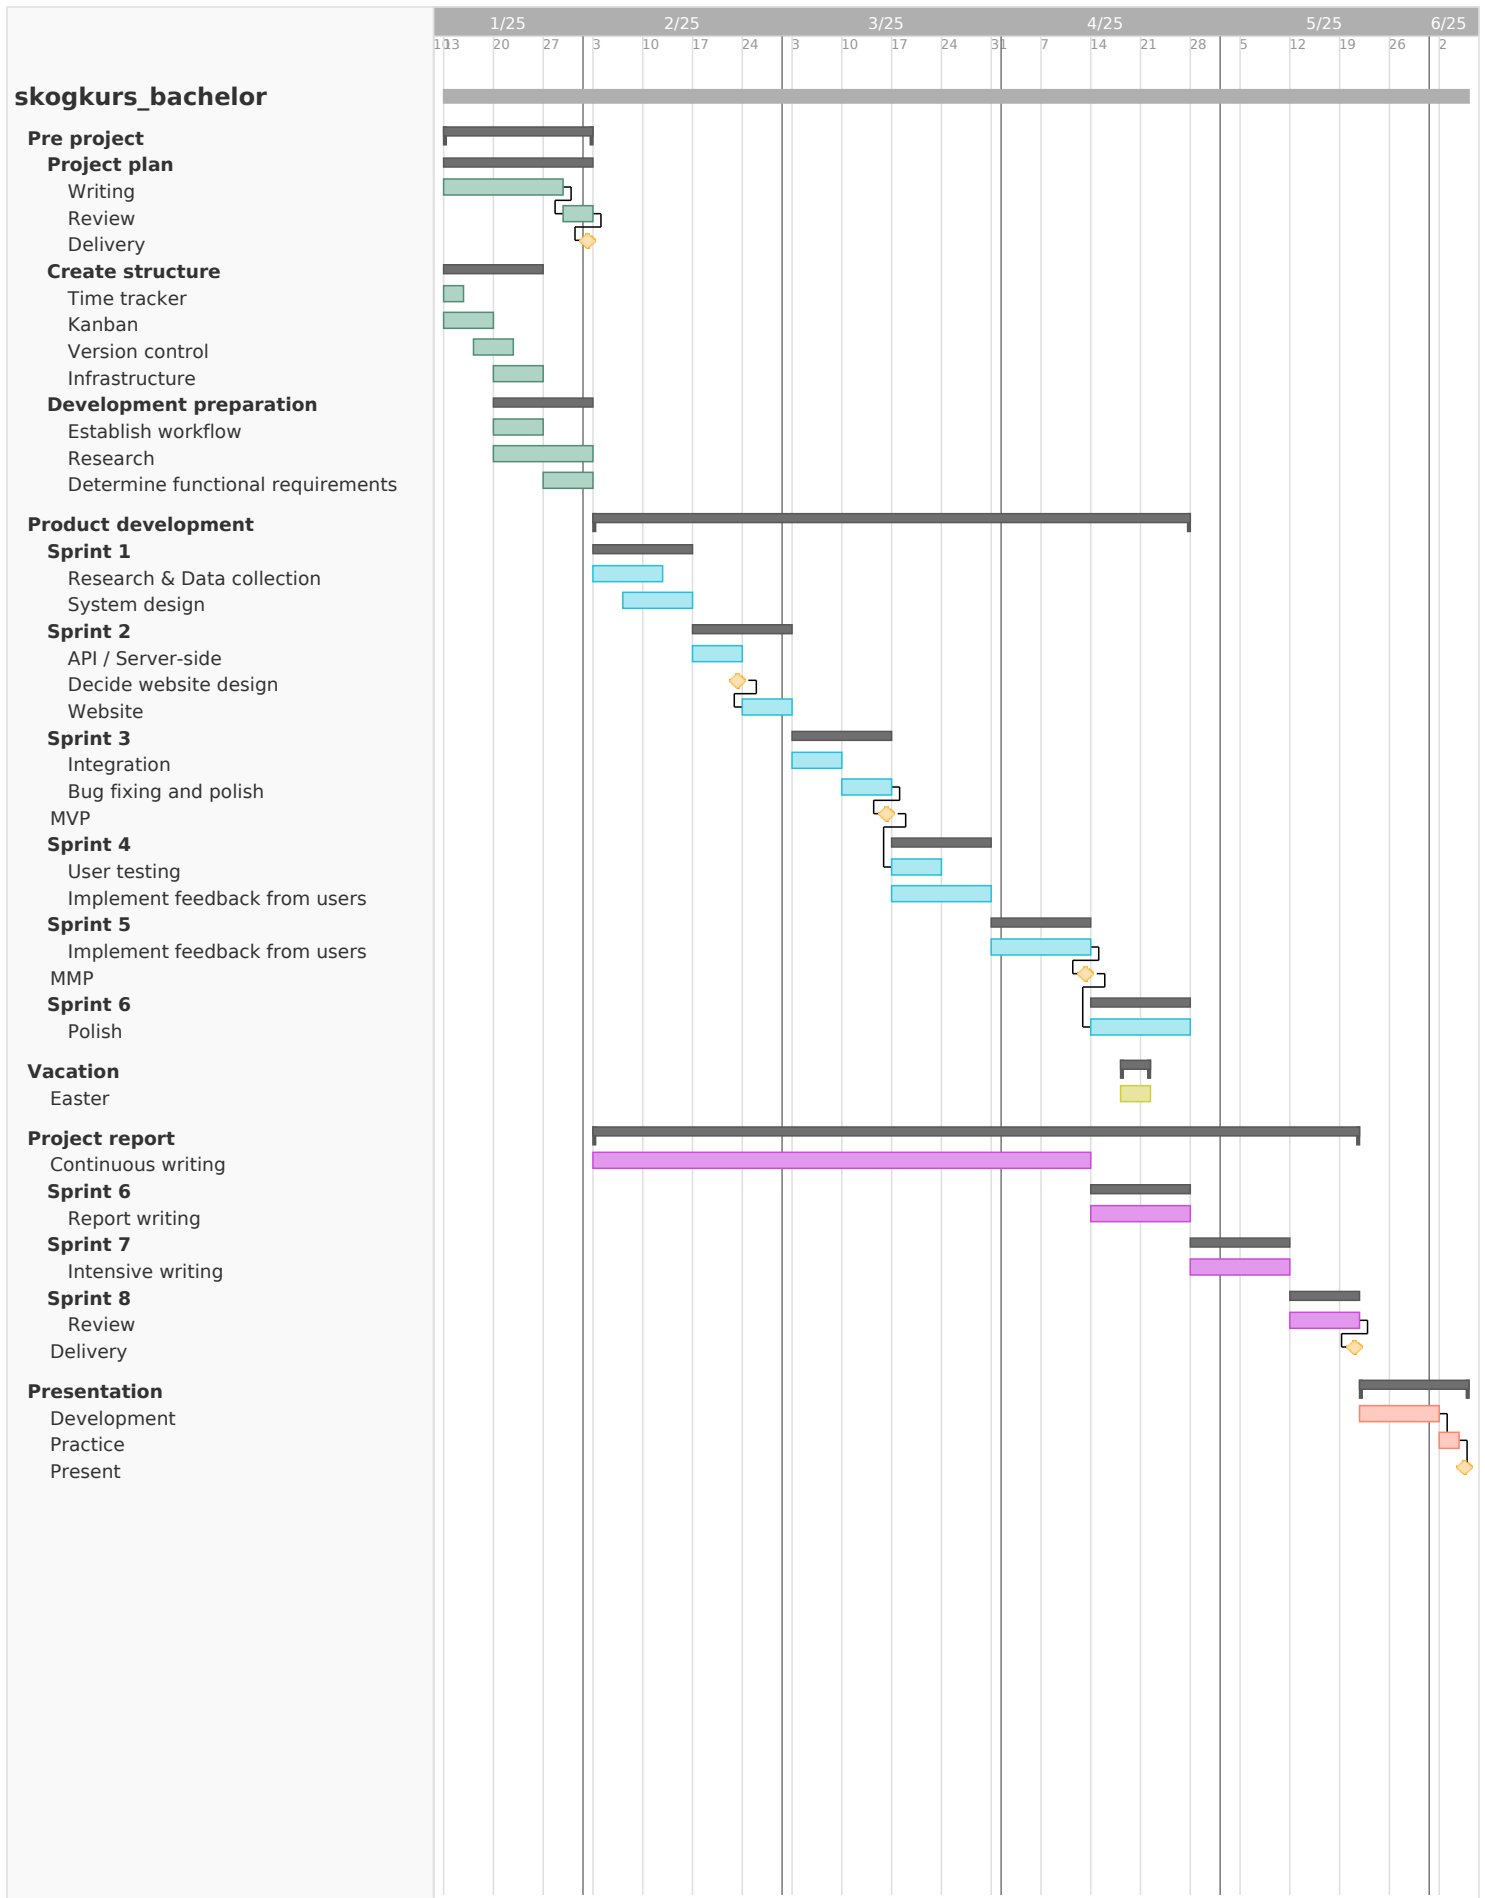 1/25 2/25 3/25 4/25 5/25 6/25
10 13 20 27 3 10 17 24 3 10 17 24 31 7 14 21 28 5 12 19 26 2
skogkurs_bachelor
Pre project
Project plan
Writing
Review
Delivery
Create structure
Time tracker
Kanban
Version control
Infrastructure
Development preparation
Establish workflow
Research
Determine functional requirements
Product development
Sprint 1
Research & Data collection
System design
Sprint 2
API / Server-side
Decide website design
Website
Sprint 3
Integration
Bug fixing and polish
MVP
Sprint 4
User testing
Implement feedback from users
Sprint 5
Implement feedback from users
MMP
Sprint 6
Polish
Vacation
Easter
Project report
Continuous writing
Sprint 6
Report writing
Sprint 7
Intensive writing
Sprint 8
Review
Delivery
Presentation
Development
Practice
Present